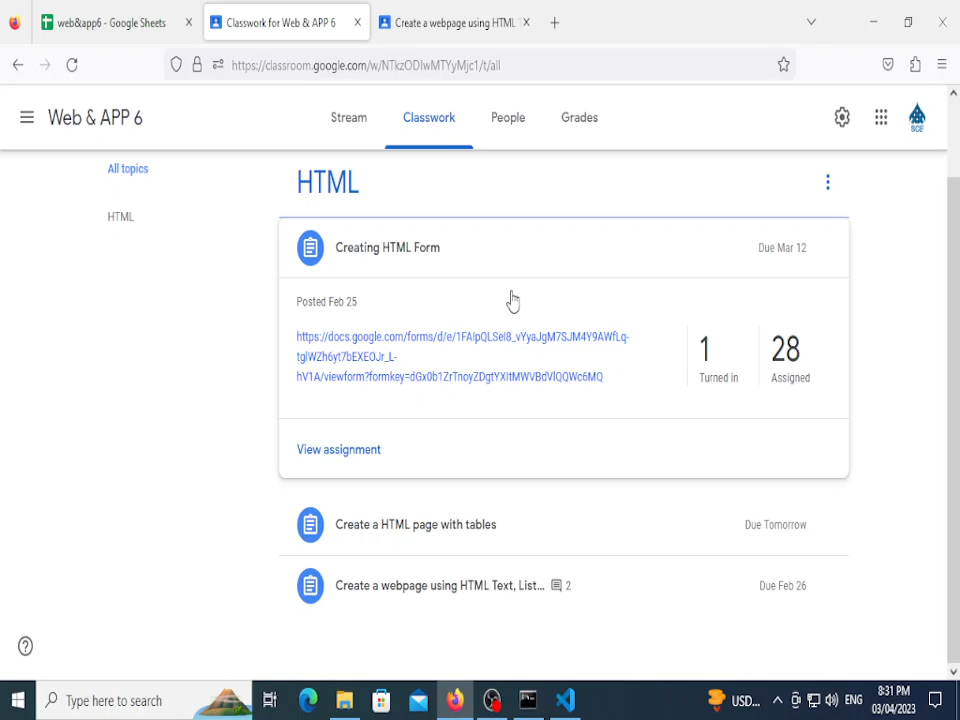 web&app6 - Google Sheets
Classwork for Web & APP 6
Create a webpage using HTML
https://classroom.google.com/w/NTkzODIwMTYyMjc1/t/all
Web & APP 6
Stream
Classwork
People
Grades
SCE
All topics
HTML
HTML
Creating HTML Form
Due Mar 12
Posted Feb 25
https://docs.google.com/forms/d/e/1FAIpQLSeI8_vYyaJgM7SJM4Y9AWfLq-
tglWZh6yt7bEXEOJr_L-
hV1A/viewform?formkey=dGx0b1ZrTnoyZDgtYXItMWVBdVlQQWc6MQ
1
Turned in
28
Assigned
View assignment
Create a HTML page with tables
Due Tomorrow
Create a webpage using HTML Text, List...
2
Due Feb 26
Type here to search
USD...
ENG
8:31 PM
03/04/2023